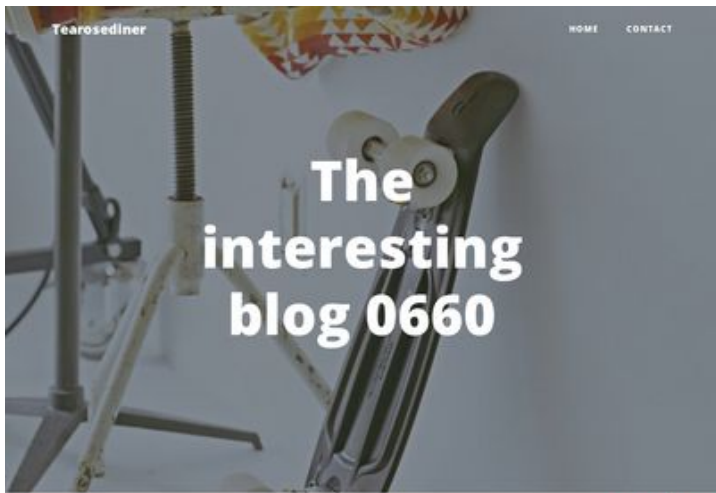 Tearosediner
HOME CONTACT
The
interesting
blog 0660